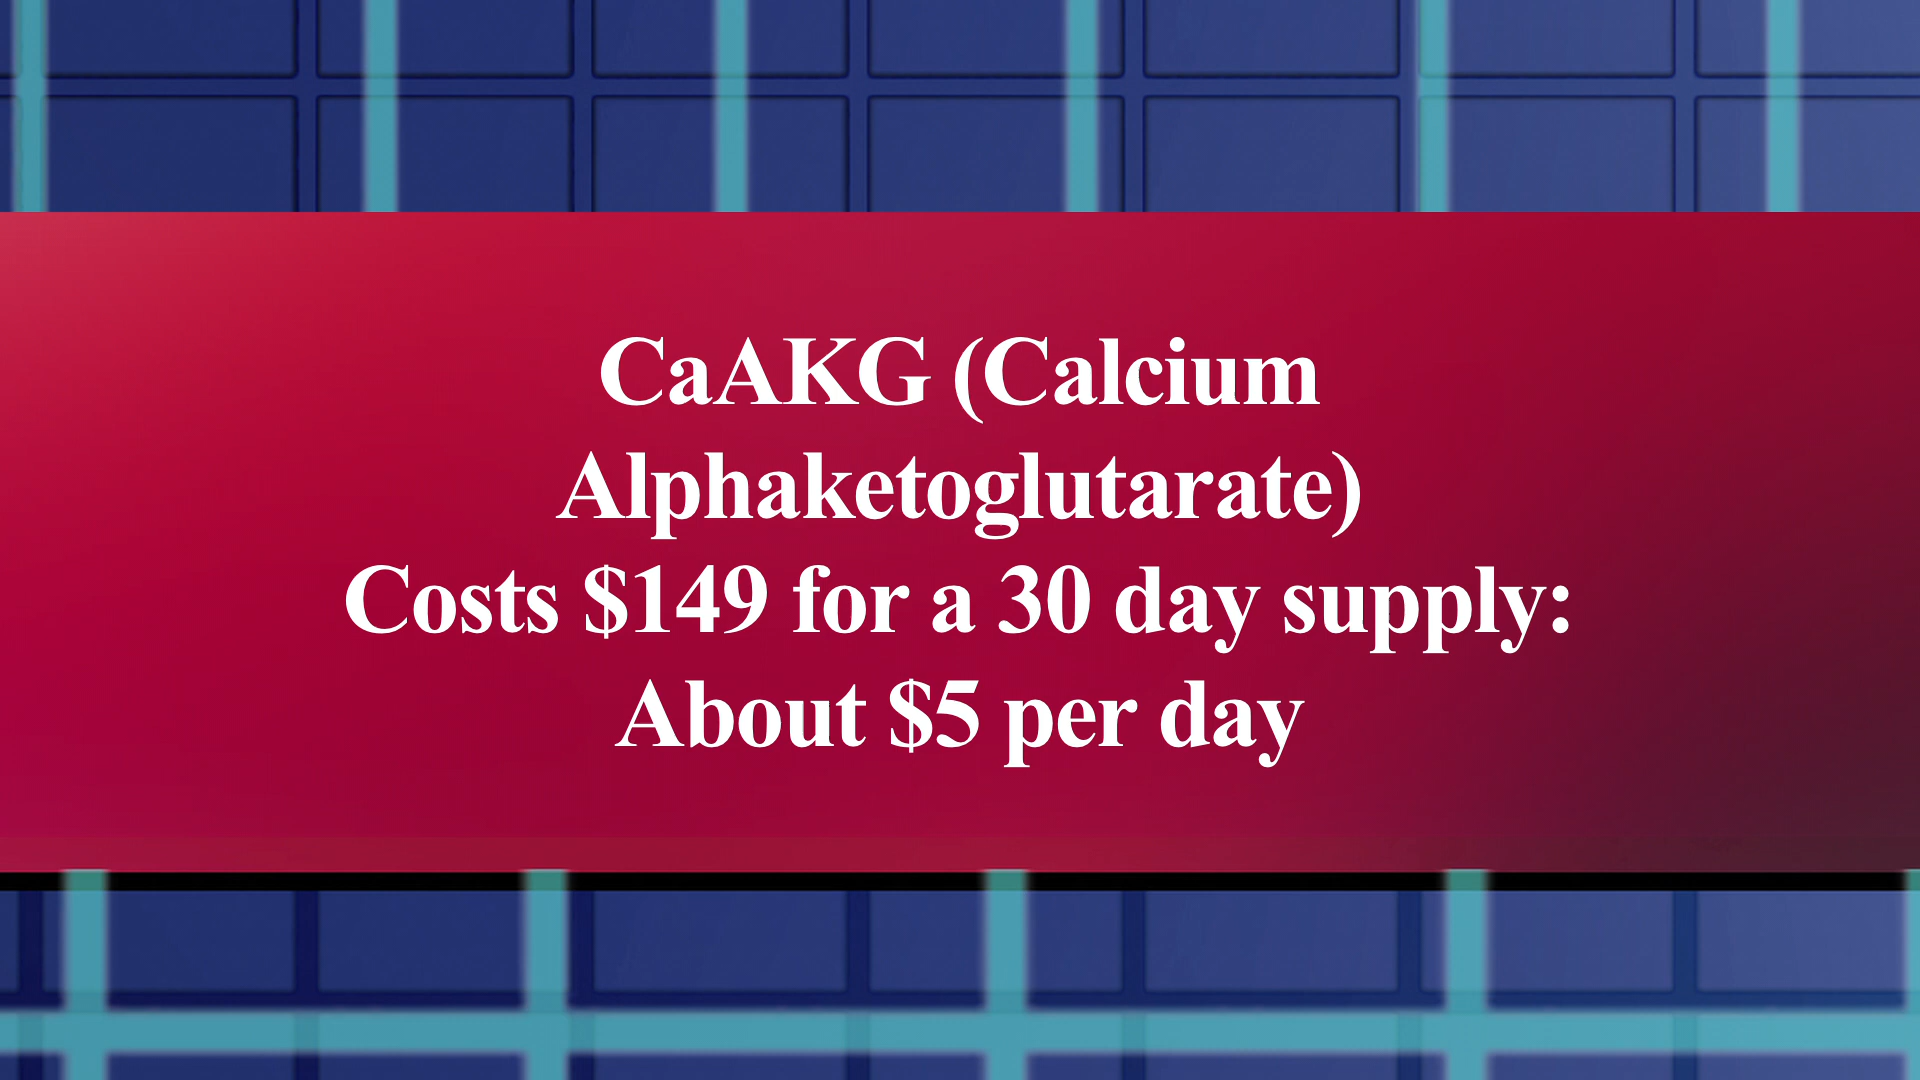 CaAKG (Calcium
Alphaketoglutarate)
Costs $149 for a 30 day supply:
About $5 per day